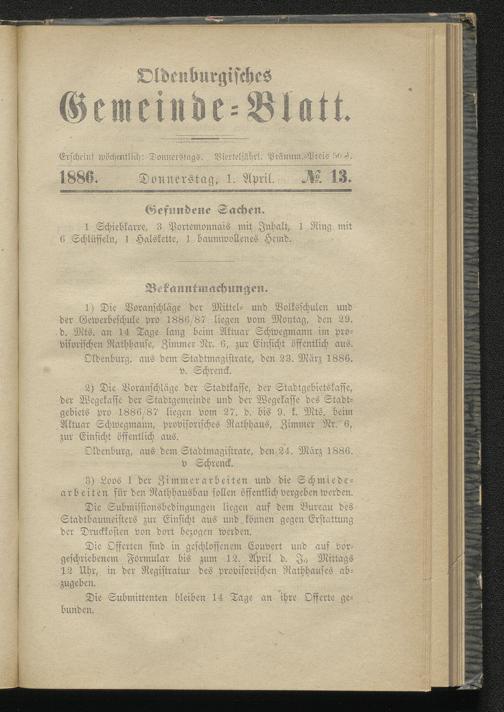 Oldenburgisches
Gemeinde=Blatt.
Erscheint wöchentlich: Donnerstags. Vierteljährl. Pränum.=Preis 50 ₰.
1886. Donnerstag, 1. April. № 13.
Gefundene Sachen.
1 Schiebkarre, 3 Portemonnais mit Inhalt, 1 Ring mit
6 Schlüsseln, 1 Halskette, 1 baumwollenes Hemd.
Bekanntmachungen.
1) Die Voranschläge der Mittel= und Volksschulen und
der Gewerbeschule pro 1886/87 liegen vom Montag, den 29.
d. Mts. an 14 Tage lang beim Aktuar Schwegmann im pro=
visorischen Rathhause, Zimmer Nr. 6, zur Einsicht öffentlich aus.
Oldenburg, aus dem Stadtmagistrate, den 23. März 1886.
v. Schrenck.
2) Die Voranschläge der Stadtkasse, der Stadtgebietskasse,
der Wegekasse der Stadtgemeinde und der Wegekasse des Stadt=
gebiets pro 1886/87 liegen vom 27. d. bis 9. k. Mts. beim
Aktuar Schwegmann, provisorisches Rathhaus, Zimmer Nr. 6,
zur Einsicht öffentlich aus.
Oldenburg, aus dem Stadtmagistrate, den 24. März 1886.
v Schrenck.
3) Loos 1 der Zimmerarbeiten und die Schmiede=
arbeiten für den Rathhausbau sollen öffentlich vergeben werden.
Die Submissionsbedingungen liegen auf dem Bureau des
Stadtbaumeisters zur Einsicht aus und können gegen Erstattung
der Druckkosten von dort bezogen werden.
Die Offerten sind in geschlossenem Couvert und auf vor=
geschriebenem Formular bis zum 12. April d. J., Mittags
12 Uhr, in der Registratur des provisorischen Rathhauses ab=
zugeben.
Die Submittenten bleiben 14 Tage an ihre Offerte ge=
bunden.